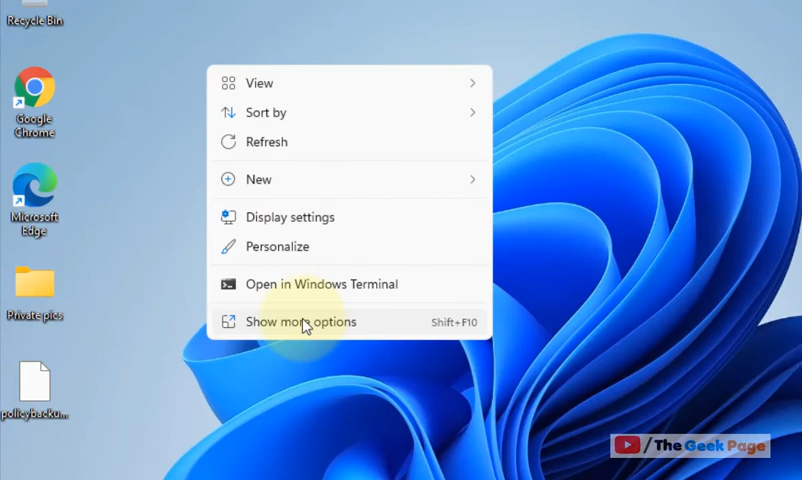 Recycle Bin
Google
Chrome
Microsoft
Edge
Private pics
policybacku...
View
Sort by
Refresh
New
Display settings
Personalize
Open in Windows Terminal
Show more options Shift+F10
/ The Geek Page